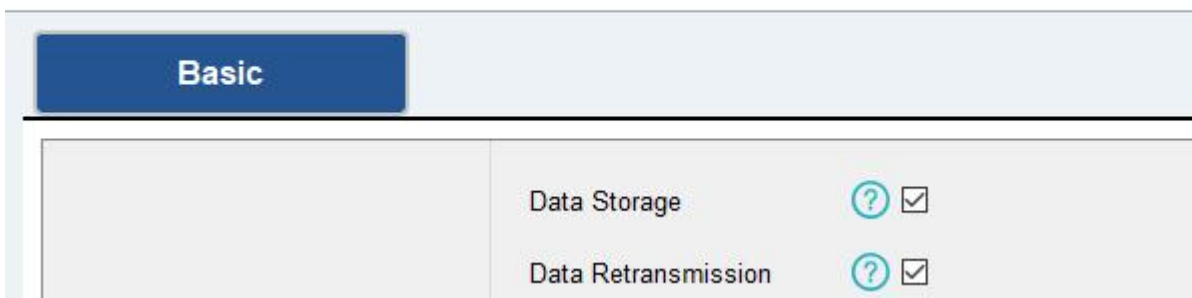 Basic
Data Storage ?
Data Retransmission ?